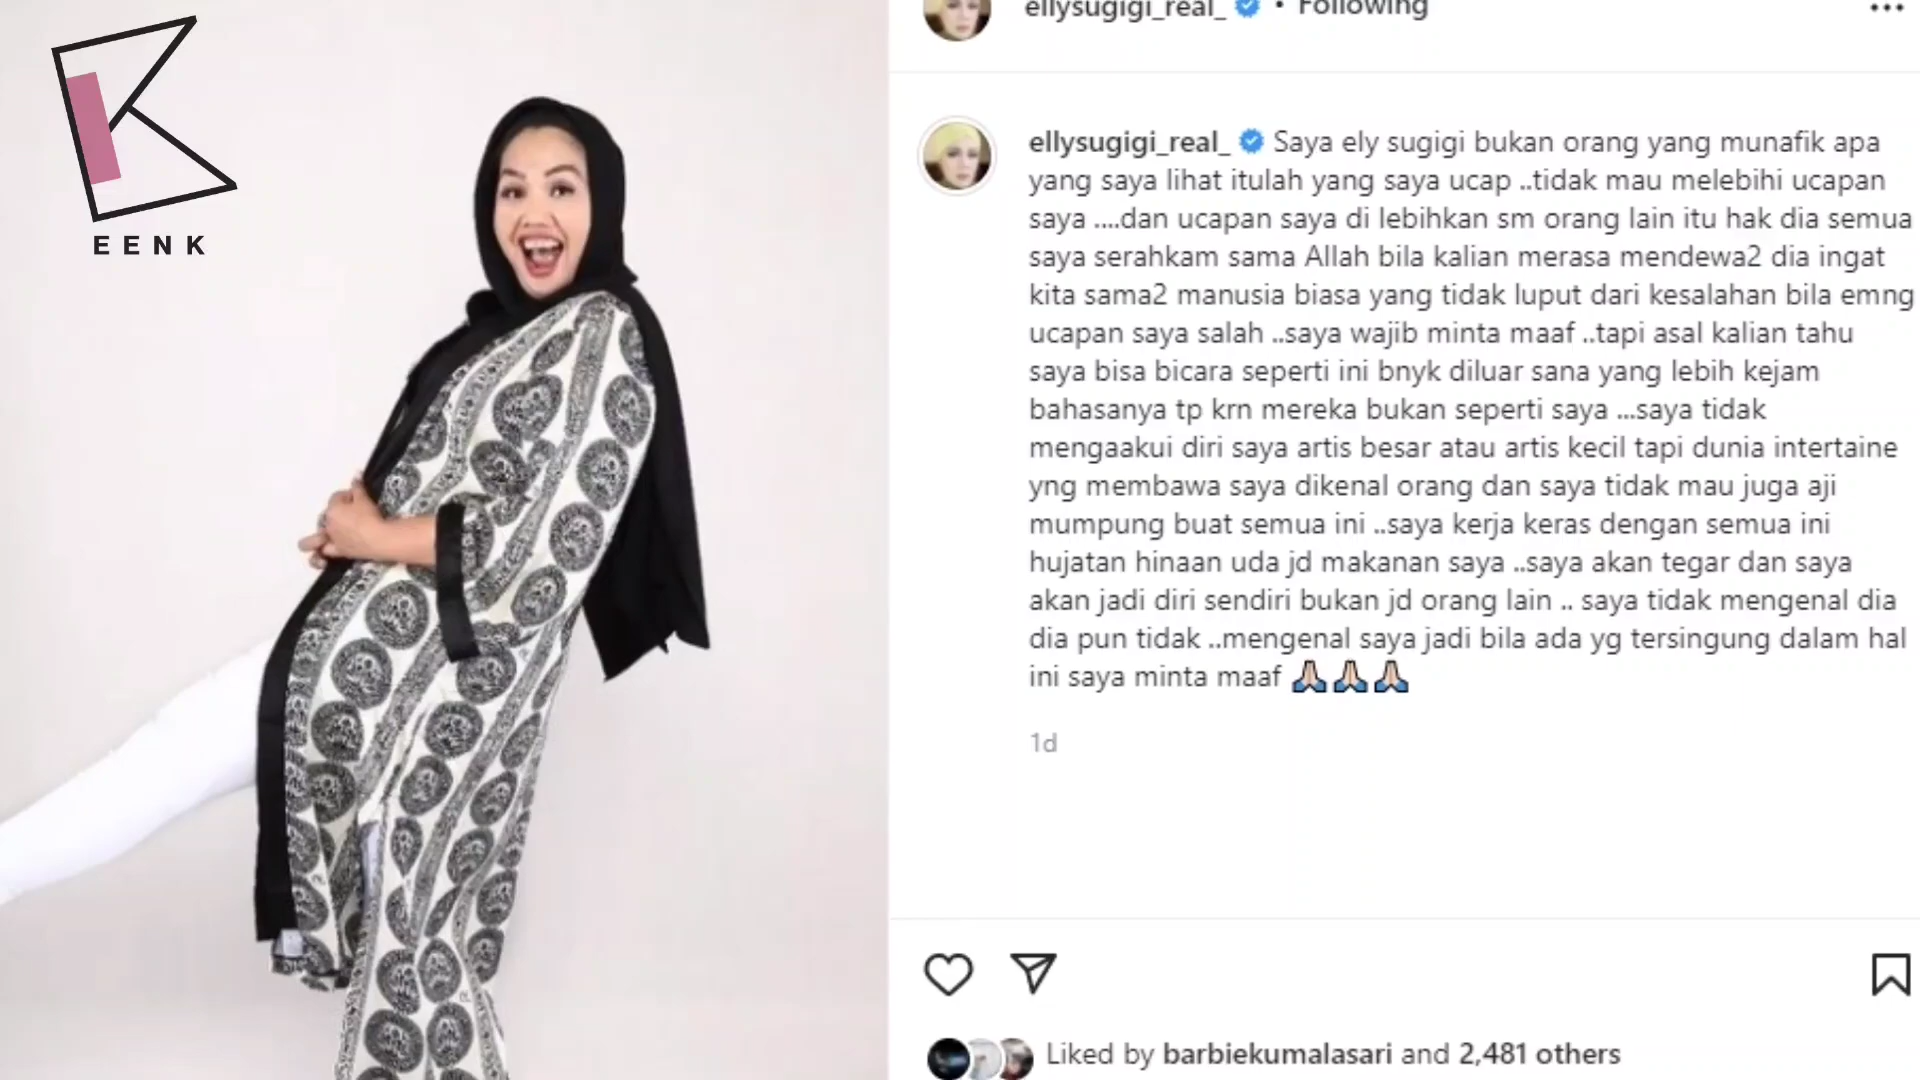 EENK
ellysugigi_real_ • Following
ellysugigi_real_ Saya ely sugigi bukan orang yang munafik apa
yang saya lihat itulah yang saya ucap ..tidak mau melebihi ucapan
saya ....dan ucapan saya di lebihkan sm orang lain itu hak dia semua
saya serahkam sama Allah bila kalian merasa mendewa2 dia ingat
kita sama2 manusia biasa yang tidak luput dari kesalahan bila emng
ucapan saya salah ..saya wajib minta maaf ..tapi asal kalian tahu
saya bisa bicara seperti ini bnyk diluar sana yang lebih kejam
bahasanya tp krn mereka bukan seperti saya ...saya tidak
mengaakui diri saya artis besar atau artis kecil tapi dunia intertaine
yng membawa saya dikenal orang dan saya tidak mau juga aji
mumpung buat semua ini ..saya kerja keras dengan semua ini
hujatan hinaan uda jd makanan saya ..saya akan tegar dan saya
akan jadi diri sendiri bukan jd orang lain .. saya tidak mengenal dia
dia pun tidak ..mengenal saya jadi bila ada yg tersingung dalam hal
ini saya minta maaf 🙏🙏🙏
1d
Liked by barbiekumalasari and 2,481 others